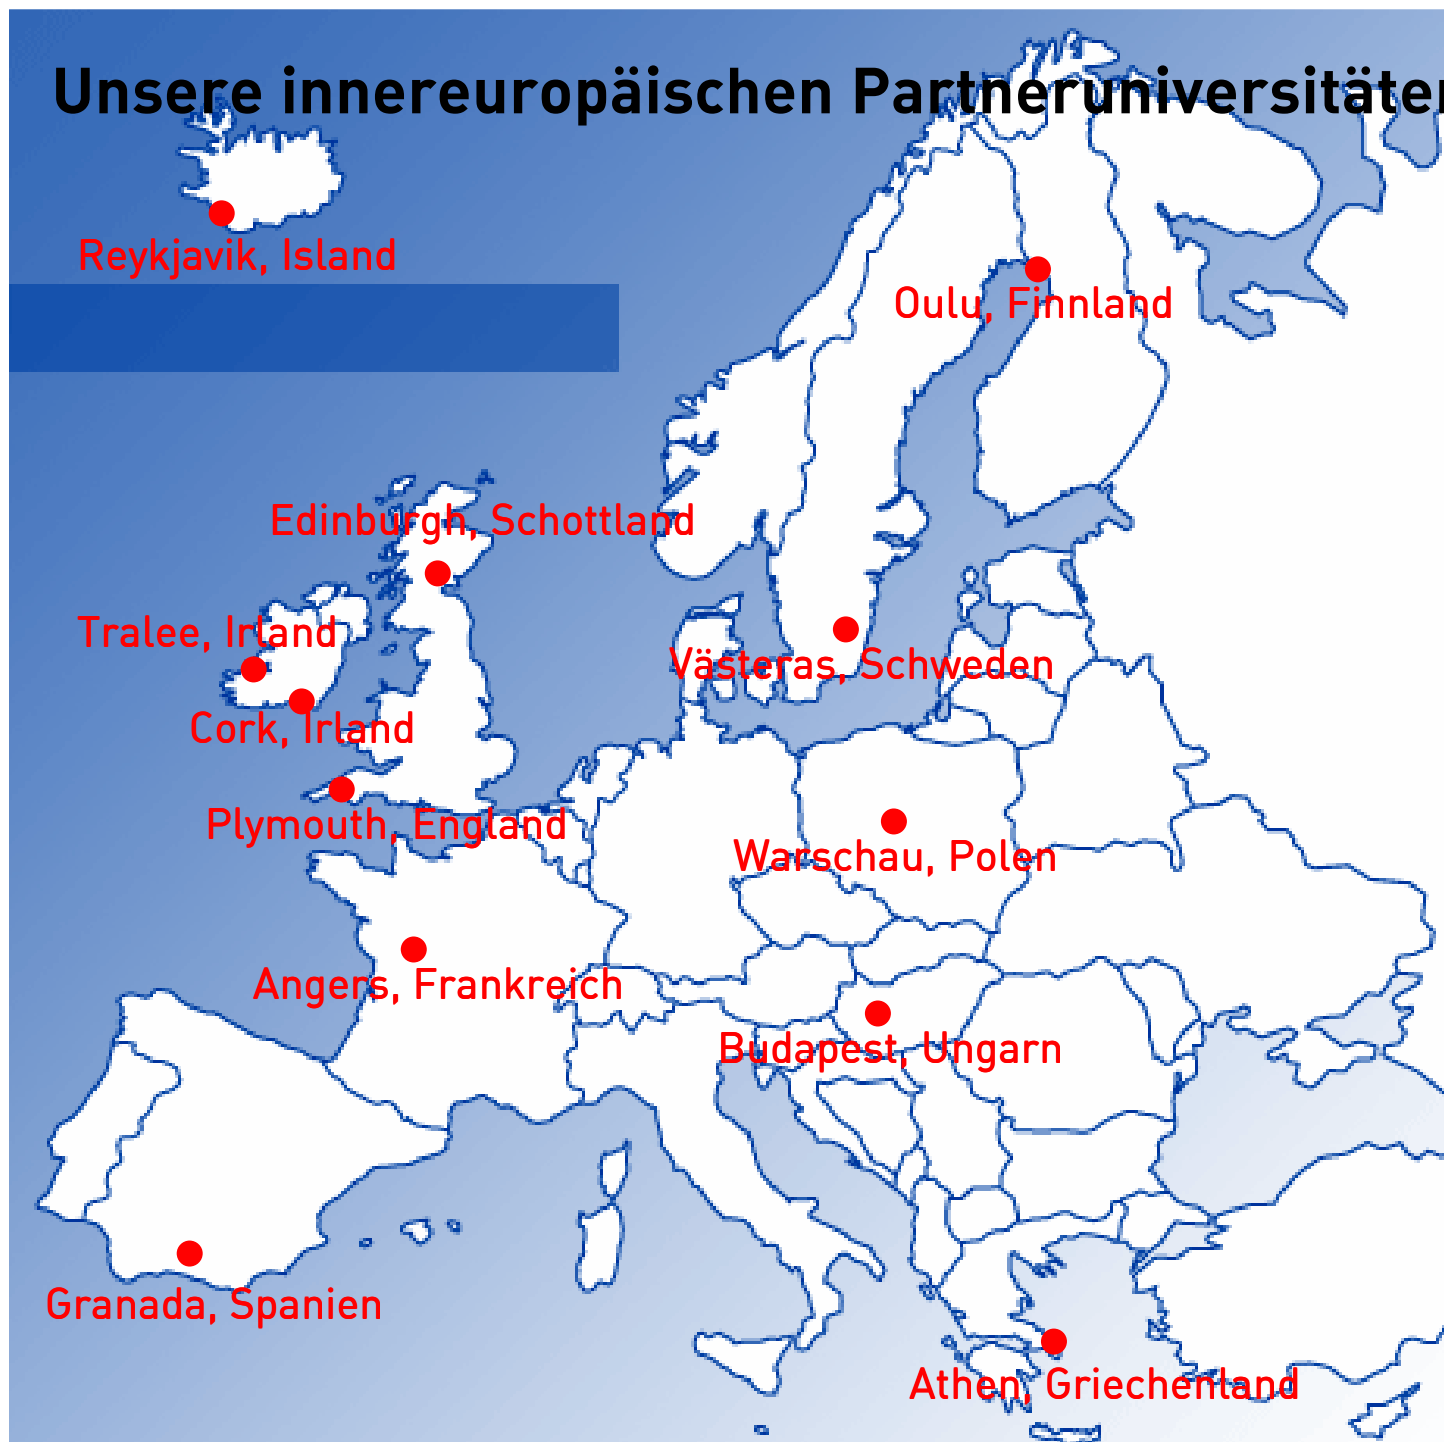 Unsere innereuropäischen Partneruniversitäten
Reykjavik, Island
Oulu, Finnland
Edinburgh, Schottland
Tralee, Irland
Västeras, Schweden
Cork, Irland
Plymouth, England
Warschau, Polen
Angers, Frankreich
Budapest, Ungarn
Granada, Spanien
Athen, Griechenland